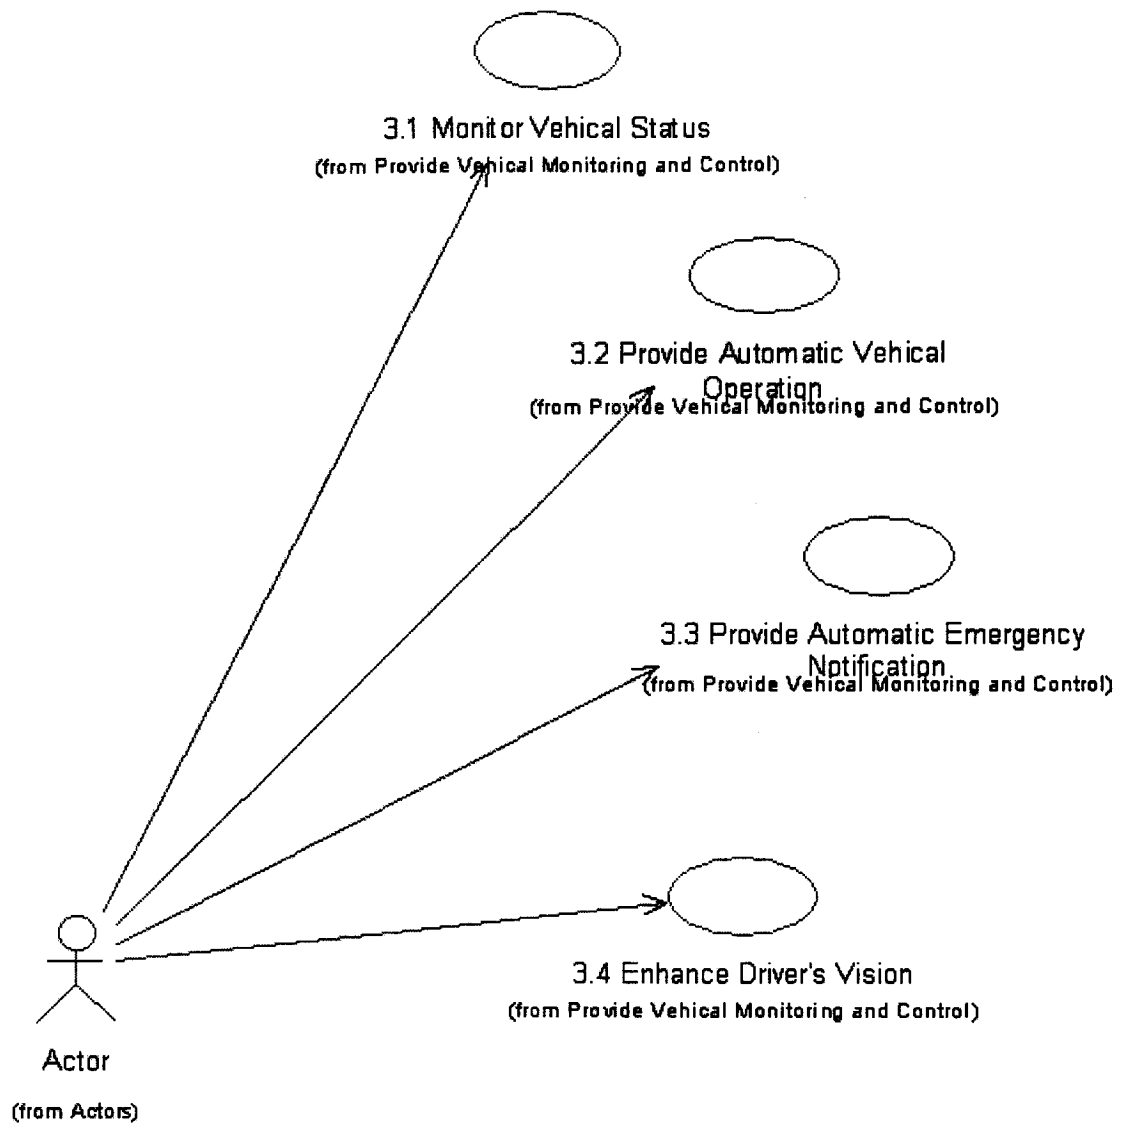 3.1 Monitor Vehical Status
(from Provide Vehical Monitoring and Control)
3.2 Provide Automatic Vehical
Operation
(from Provide Vehical Monitoring and Control)
3.3 Provide Automatic Emergency
Notification
(from Provide Vehical Monitoring and Control)
3.4 Enhance Driver's Vision
(from Provide Vehical Monitoring and Control)
Actor
(from Actors)